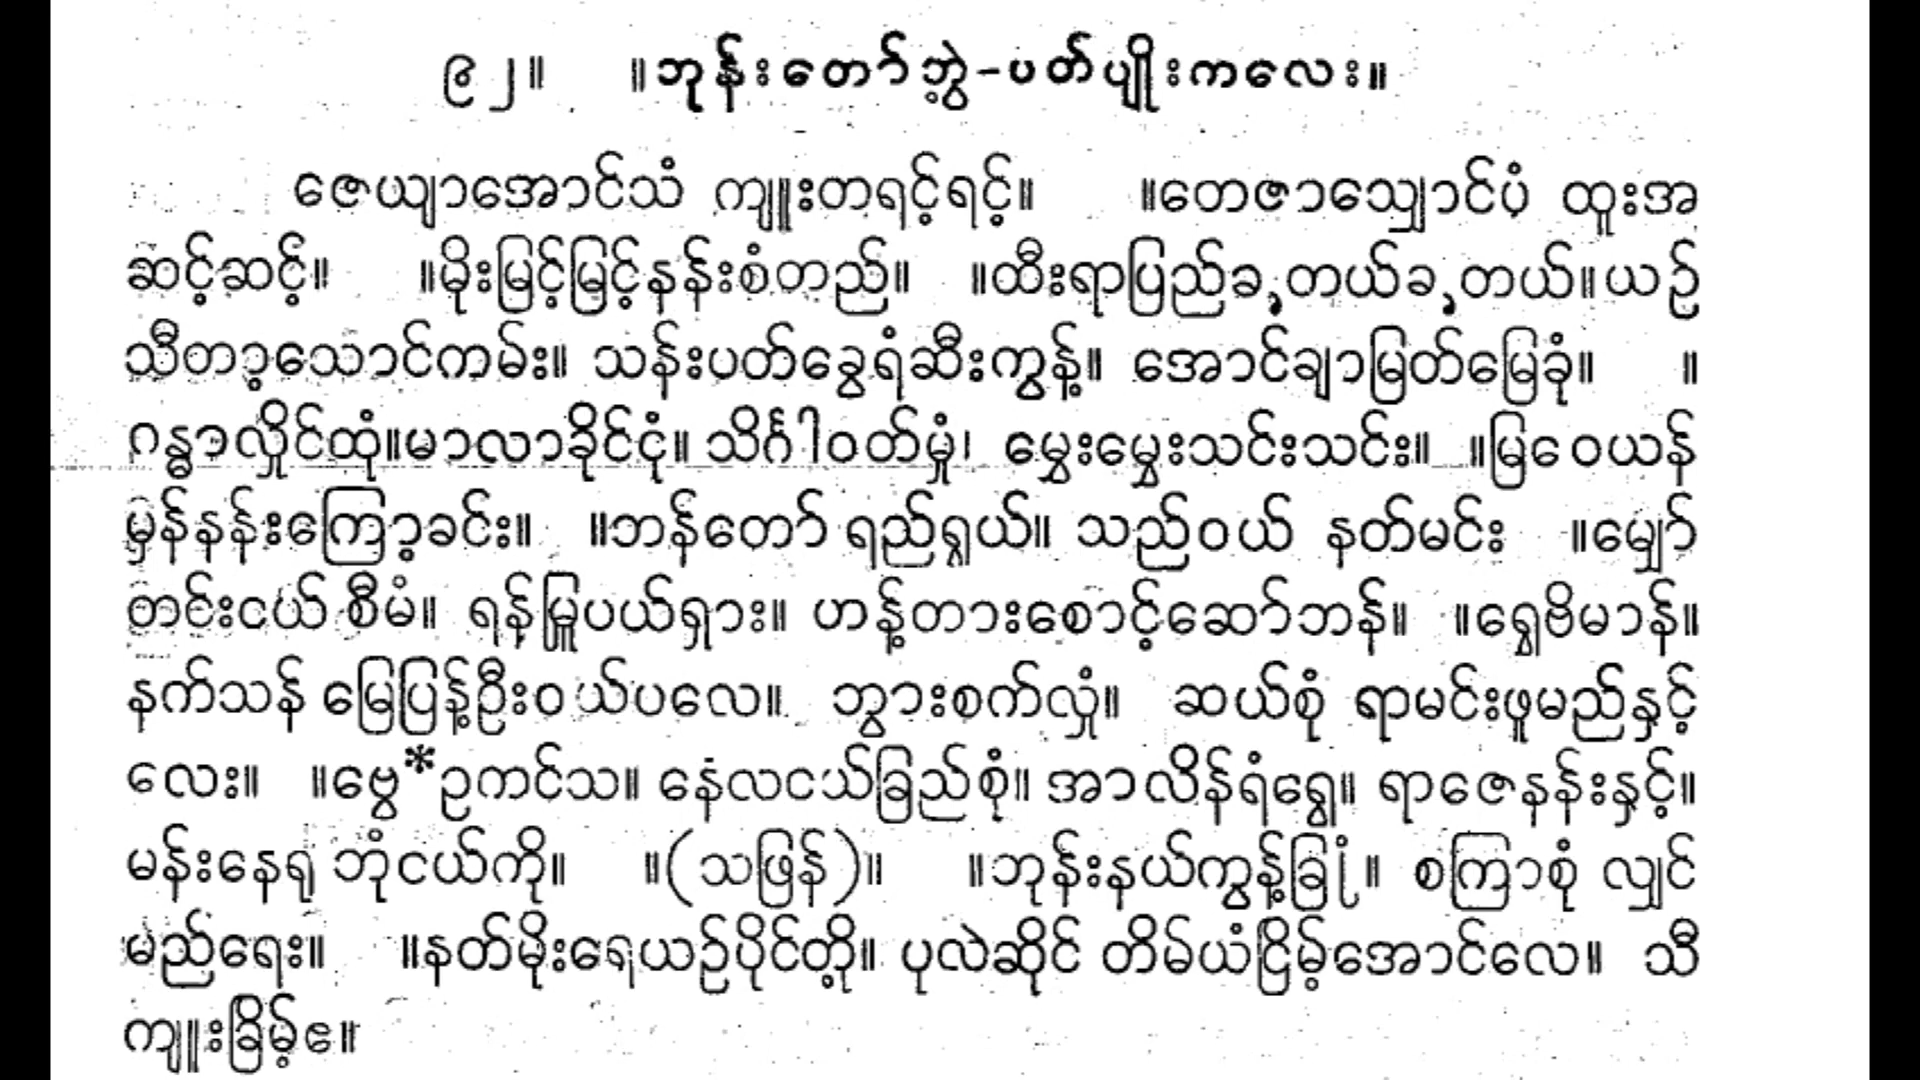 ၉၂။ ။ဘုန်းတော်ဘွဲ့-ပတ်ပျိုးကလေး။
ဇေယျာအောင်သံ ကျူးတရင့်ရင့်။ ။တေဇာသျှောင်ပုံ ထူးအ
ဆင့်ဆင့်။ ။မိုးမြင့်မြင့်နန်းစံတည်။ ။ထီးရာပြည်ခ,တယ်ခ,တယ်။ယဉ်
သီတာ့သောင်ကမ်း။ သန်းပတ်ခွေရံဆီးကွန့်။ အောင်ချာမြတ်မြေခုံ။ ။
ဂန္ဓာလှိုင်ထုံ။မာလာခိုင်ငုံ။ သိင်္ဂါဝတ်မှုံ၊ မွှေးမွှေးသင်းသင်း။ ။မြဝေယန်
မှန်နန်းကြော့ခင်း။ ။ဘန်တော် ရည်ရွယ်။ သည်ဝယ် နတ်မင်း ။မျှော်
တင်းငယ် စီမံ။ ရန်မြူပယ်ရှား။ ဟန့်တားစောင့်ဆော်ဘန်။ ။ရွှေဗိမာန်။
နက်သန် မြေပြန့်ဦးဝယ်ပလေ။ ဘွားစက်လှုံ။ ဆယ်စုံ ရာမင်းဖူမည်နှင့်
လေး။ ။ဗွေ*ဥကင်သ။ နေလငယ်ခြည်စုံ။ အာလိန်ရံရွှေ။ ရာဇေနန်းနှင့်။
မန်းနေရှု ဘုံငယ်ကို။ ။(သဖြန်)။ ။ဘုန်းနယ်ကွန့်ခြုံ။ စကြာစုံ လျှင်
မည်ရေး။ ။နတ်မိုးရေယဉ်ပိုင်တို့။ ပုလဲဆိုင် တိမ်ယံငြိမ့်အောင်လေ။ သီ
ကျူးခြိမ့်ဧ။